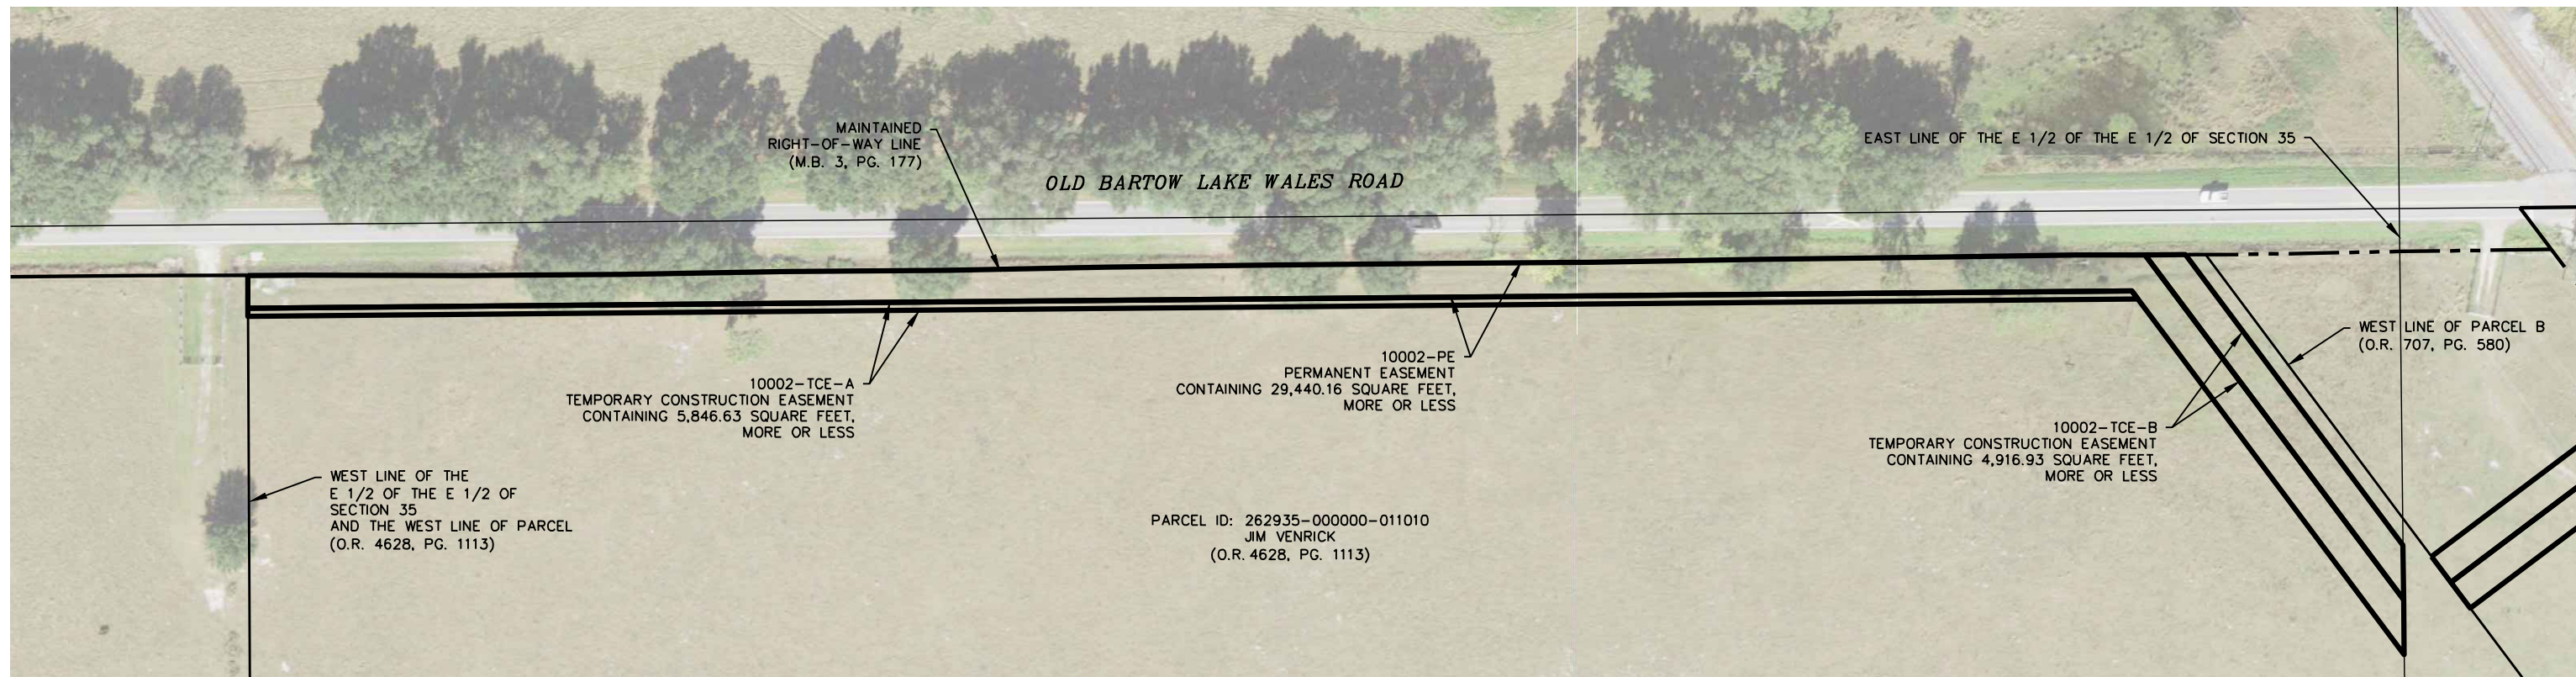 MAINTAINED
RIGHT-OF-WAY LINE
(M.B. 3, PG. 177)
OLD BARTOW LAKE WALES ROAD
EAST LINE OF THE E 1/2 OF THE E 1/2 OF SECTION 35
WEST LINE OF PARCEL B
(O.R. 707, PG. 580)
10002-PE
PERMANENT EASEMENT
CONTAINING 29,440.16 SQUARE FEET,
MORE OR LESS
10002-TCE-A
TEMPORARY CONSTRUCTION EASEMENT
CONTAINING 5,846.63 SQUARE FEET,
MORE OR LESS
10002-TCE-B
TEMPORARY CONSTRUCTION EASEMENT
CONTAINING 4,916.93 SQUARE FEET,
MORE OR LESS
WEST LINE OF THE
E 1/2 OF THE E 1/2 OF
SECTION 35
AND THE WEST LINE OF PARCEL
(O.R. 4628, PG. 1113)
PARCEL ID: 262935-000000-011010
JIM VENRICK
(O.R. 4628, PG. 1113)